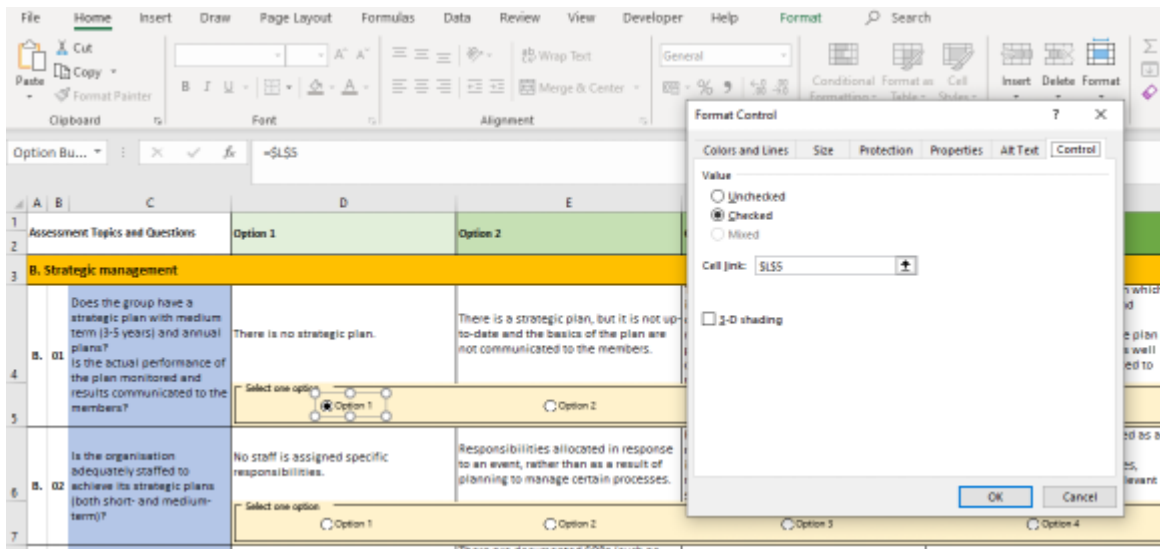 File Home Insert Draw Page Layout Formulas Data Review View Developer Help Format Search
Cut
Copy
Paste
Format Painter
B I U
Wrap Text
Merge & Center
General
Conditional Format as Cell
Formatting Table Styles
Insert Delete Format
Clipboard Font Alignment
Option Bu... fx =$L$5
Format Control ? X
Colors and Lines Size Protection Properties Alt Text Control
Value
Unchecked
Checked
Mixed
Cell link: $L$5
3-D shading
OK Cancel
A B C D E
1
2
Assessment Topics and Questions Option 1 Option 2
3 B. Strategic management
4
B. 01
Does the group have a
strategic plan with medium
term (3-5 years) and annual
plans?
Is the actual performance of
the plan monitored and
results communicated to the
members?
There is no strategic plan.
There is a strategic plan, but it is not up-
to-date and the basics of the plan are
not communicated to the members.
which
plan
well
ed to
5
Select one option
Option 1 Option 2
6
B. 02
Is the organisation
adequately staffed to
achieve its strategic plans
(both short- and medium-
term)?
No staff is assigned specific
responsibilities.
Responsibilities allocated in response
to an event, rather than as a result of
planning to manage certain processes.
ed as a
es,
levant
7
Select one option
Option 1 Option 2 Option 3 Option 4